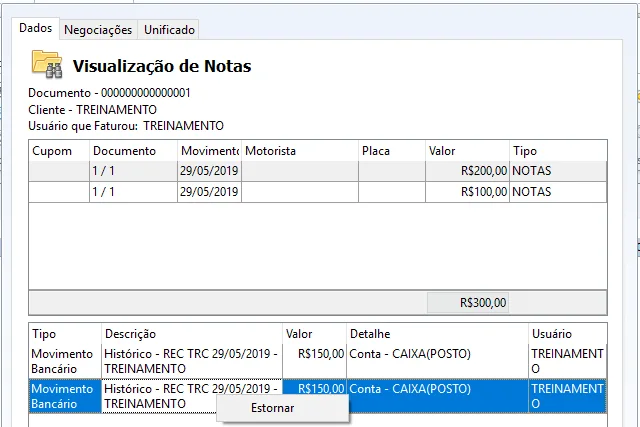 Dados Negociações Unificado
Visualização de Notas
Documento - 000000000000001
Cliente - TREINAMENTO
Usuário que Faturou: TREINAMENTO
Cupom Documento Movimento Motorista Placa Valor Tipo
1 / 1 29/05/2019 R$200,00 NOTAS
1 / 1 29/05/2019 R$100,00 NOTAS
R$300,00
Tipo Descrição Valor Detalhe Usuário
Movimento Histórico - REC TRC 29/05/2019 - R$150,00 Conta - CAIXA(POSTO) TREINAMENT
Bancário TREINAMENTO O
Movimento Histórico - REC TRC 29/05/2019 - R$150,00 Conta - CAIXA(POSTO) TREINAMENT
Bancário TREINAMENTO O
Estornar